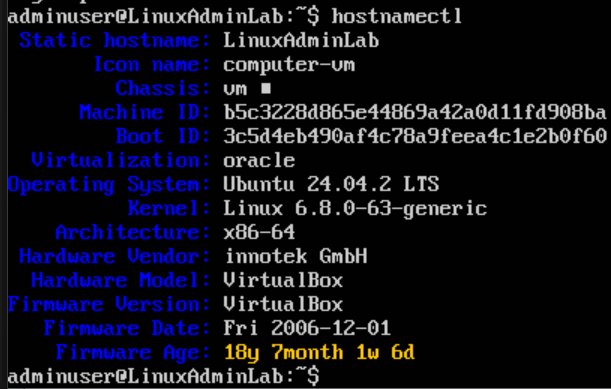 adminuser@LinuxAdminLab:~$ hostnamectl
Static hostname: LinuxAdminLab
Icon name: computer-vm
Chassis: vm ■
Machine ID: b5c3228d865e44869a42a0d11fd908ba
Boot ID: 3c5d4eb490af4c78a9feea4c1e2b0f60
Virtualization: oracle
Operating System: Ubuntu 24.04.2 LTS
Kernel: Linux 6.8.0-63-generic
Architecture: x86-64
Hardware Vendor: innotek GmbH
Hardware Model: VirtualBox
Firmware Version: VirtualBox
Firmware Date: Fri 2006-12-01
Firmware Age: 18y 7month 1w 6d
adminuser@LinuxAdminLab:~$